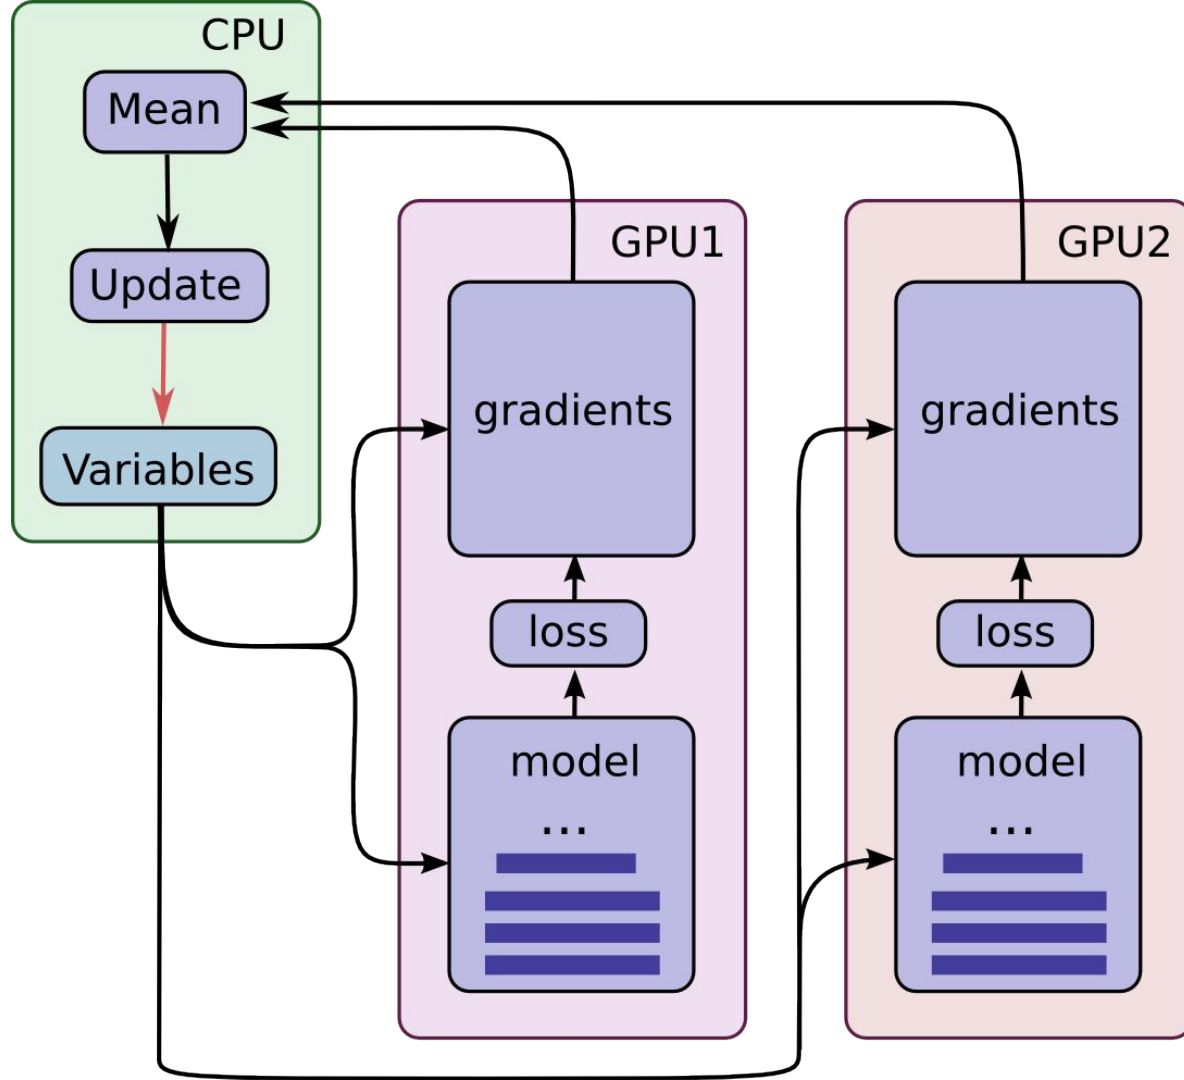 CPU
Mean
Update
Variables
GPU1
gradients
loss
model
...
GPU2
gradients
loss
model
...